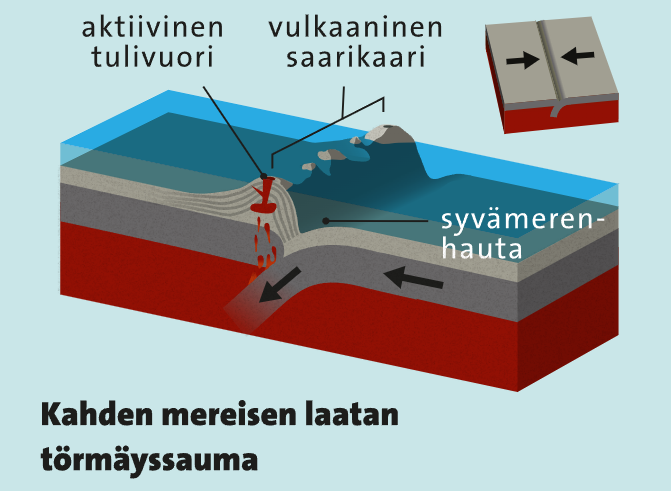 aktiivinen
tulivuori
vulkaaninen
saarikaari
syvämeren-
hauta
Kahden mereisen laatan
törmäyssauma